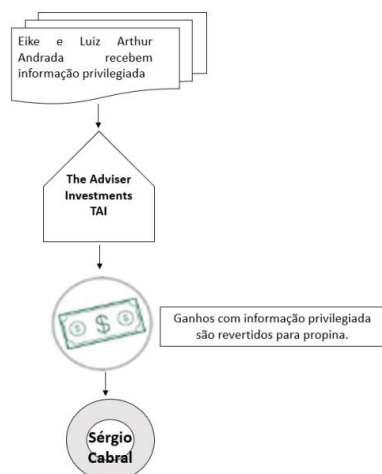 Eike e Luiz Arthur
Andrada recebem
informação privilegiada
The Adviser
Investments
TAI
$ $ $
Ganhos com informação privilegiada
são revertidos para propina.
Sérgio
Cabral